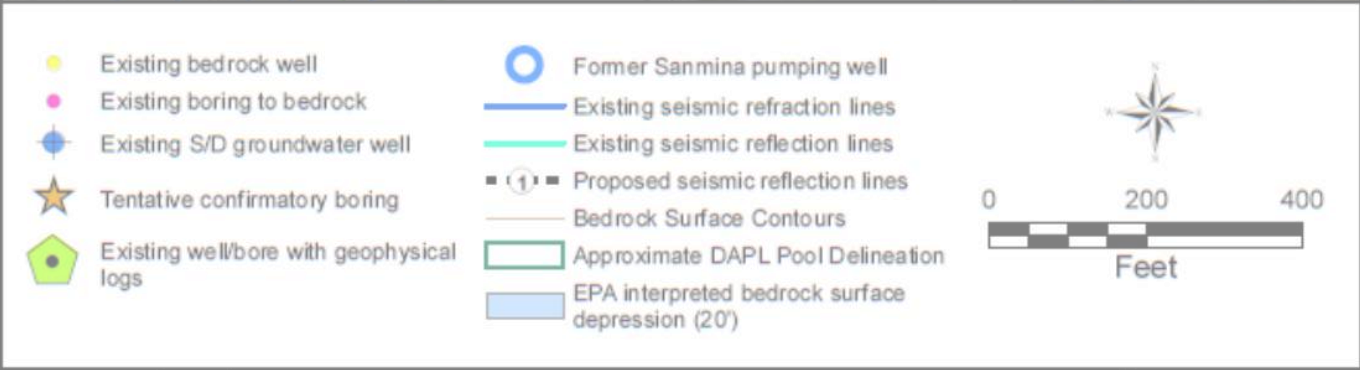 Existing bedrock well
Existing boring to bedrock
Existing S/D groundwater well
Tentative confirmatory boring
Existing well/bore with geophysical
logs
Former Sanmina pumping well
Existing seismic refraction lines
Existing seismic reflection lines
1
Proposed seismic reflection lines
Bedrock Surface Contours
Approximate DAPL Pool Delineation
EPA interpreted bedrock surface
depression (20')
N
W
E
S
0 200 400
Feet